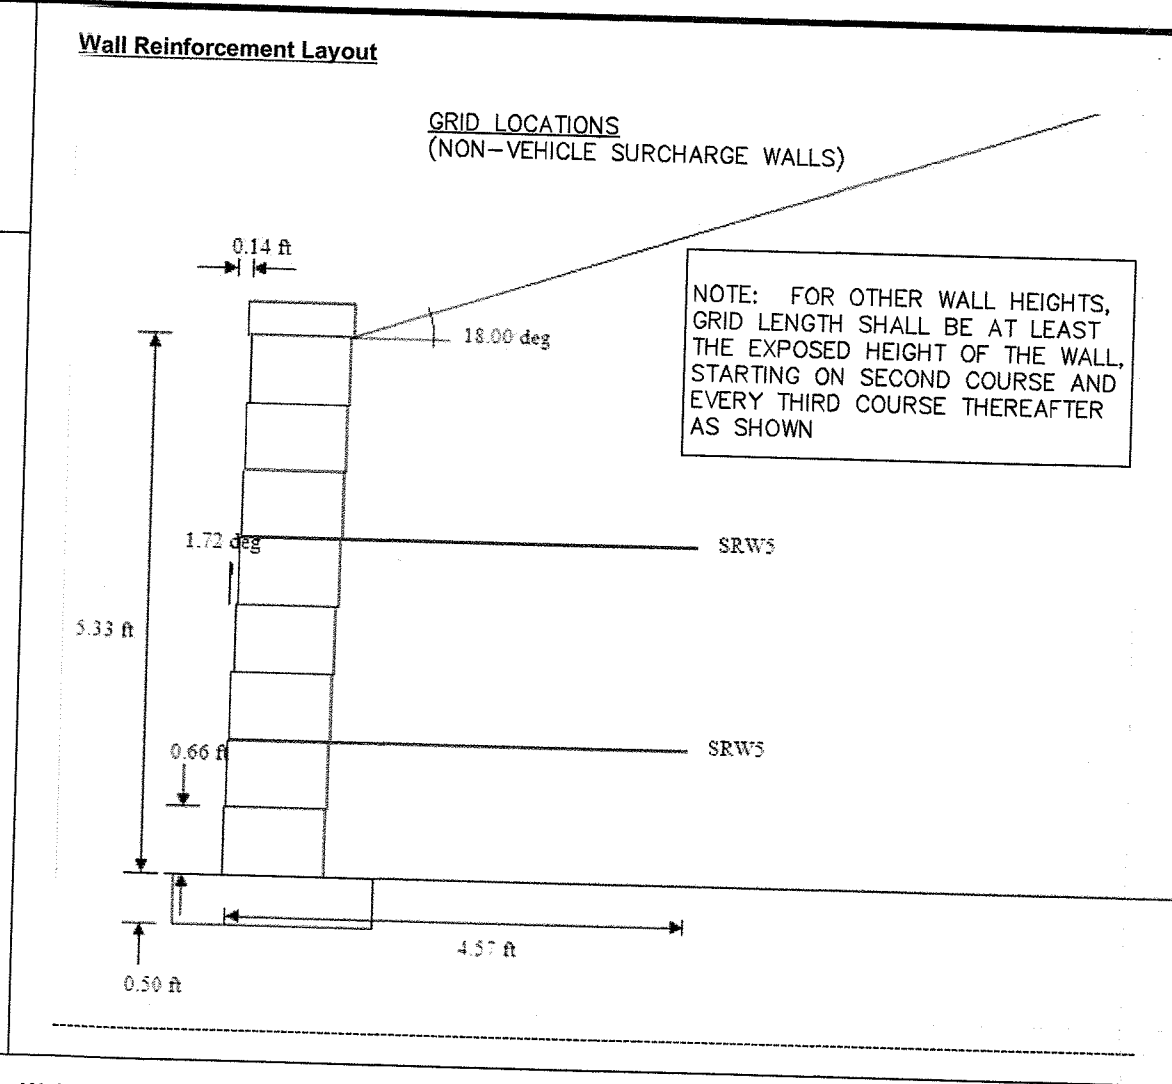 Wall Reinforcement Layout
GRID LOCATIONS
(NON-VEHICLE SURCHARGE WALLS)
0.14 ft
18.00 deg
NOTE: FOR OTHER WALL HEIGHTS,
GRID LENGTH SHALL BE AT LEAST
THE EXPOSED HEIGHT OF THE WALL,
STARTING ON SECOND COURSE AND
EVERY THIRD COURSE THEREAFTER
AS SHOWN
1.72 deg
SRW5
5.33 ft
0.66 ft
SRW5
4.57 ft
0.50 ft